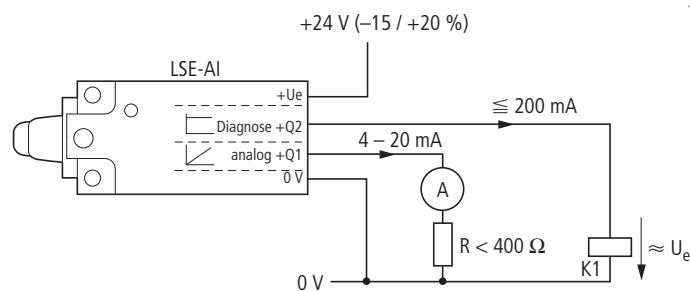 +24 V (–15 / +20 %)
LSE-AI
+Ue
≦ 200 mA
Diagnose +Q2
4 – 20 mA
analog +Q1
0 V
A
R < 400 Ω
≈ Ue
K1
0 V